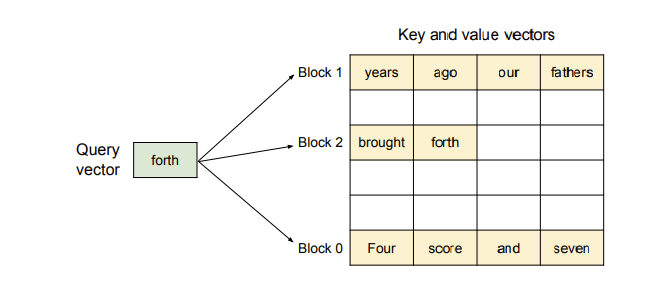 Key and value vectors
Block 1 years ago our fathers
Block 2 brought forth
Query vector
forth
Block 0 Four score and seven